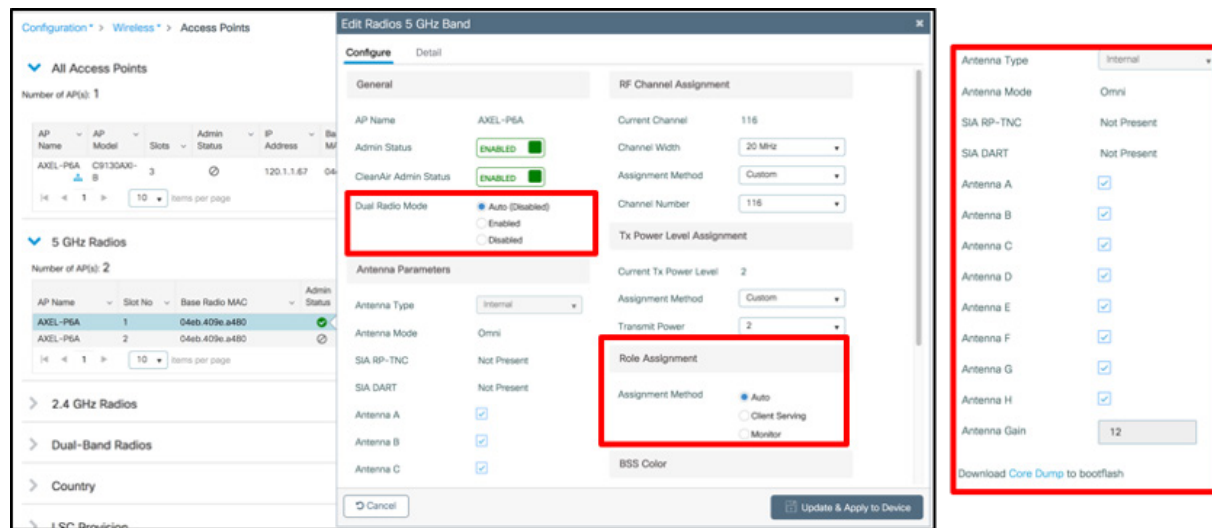 Configuration * > Wireless * > Access Points
All Access Points
Number of AP(s): 1
AP Name AP Model Slots Admin Status IP Address
AXEL-P6A C9130AXI-B 3 120.1.1.67
1 10 items per page
5 GHz Radios
Number of AP(s): 2
AP Name Slot No Base Radio MAC Admin Status
AXEL-P6A 1 04eb.409e.a480
AXEL-P6A 2 04eb.409e.a480
1 10 items per page
2.4 GHz Radios
Dual-Band Radios
Country
LSC Provision
Edit Radios 5 GHz Band
Configure Detail
General
AP Name AXEL-P6A
Admin Status ENABLED
CleanAir Admin Status ENABLED
Dual Radio Mode Auto (Disabled)
Enabled
Disabled
Antenna Parameters
Antenna Type Internal
Antenna Mode Omni
SIA RP-TNC Not Present
SIA DART Not Present
Antenna A
Antenna B
Antenna C
Cancel
RF Channel Assignment
Current Channel 116
Channel Width 20 MHz
Assignment Method Custom
Channel Number 116
Tx Power Level Assignment
Current Tx Power Level 2
Assignment Method Custom
Transmit Power 2
Role Assignment
Assignment Method Auto
Client Serving
Monitor
BSS Color
Update & Apply to Device
Antenna Type Internal
Antenna Mode Omni
SIA RP-TNC Not Present
SIA DART Not Present
Antenna A
Antenna B
Antenna C
Antenna D
Antenna E
Antenna F
Antenna G
Antenna H
Antenna Gain 12
Download Core Dump to bootflash